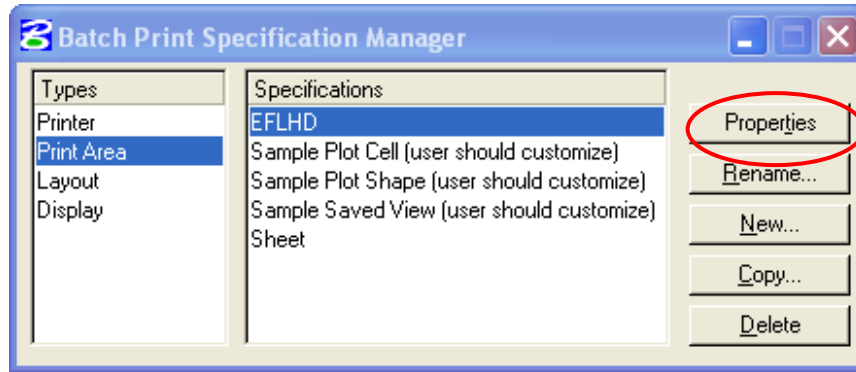 Batch Print Specification Manager
Types
Printer
Print Area
Layout
Display
Specifications
EFLHD
Sample Plot Cell (user should customize)
Sample Plot Shape (user should customize)
Sample Saved View (user should customize)
Sheet
Properties
Rename...
New...
Copy...
Delete